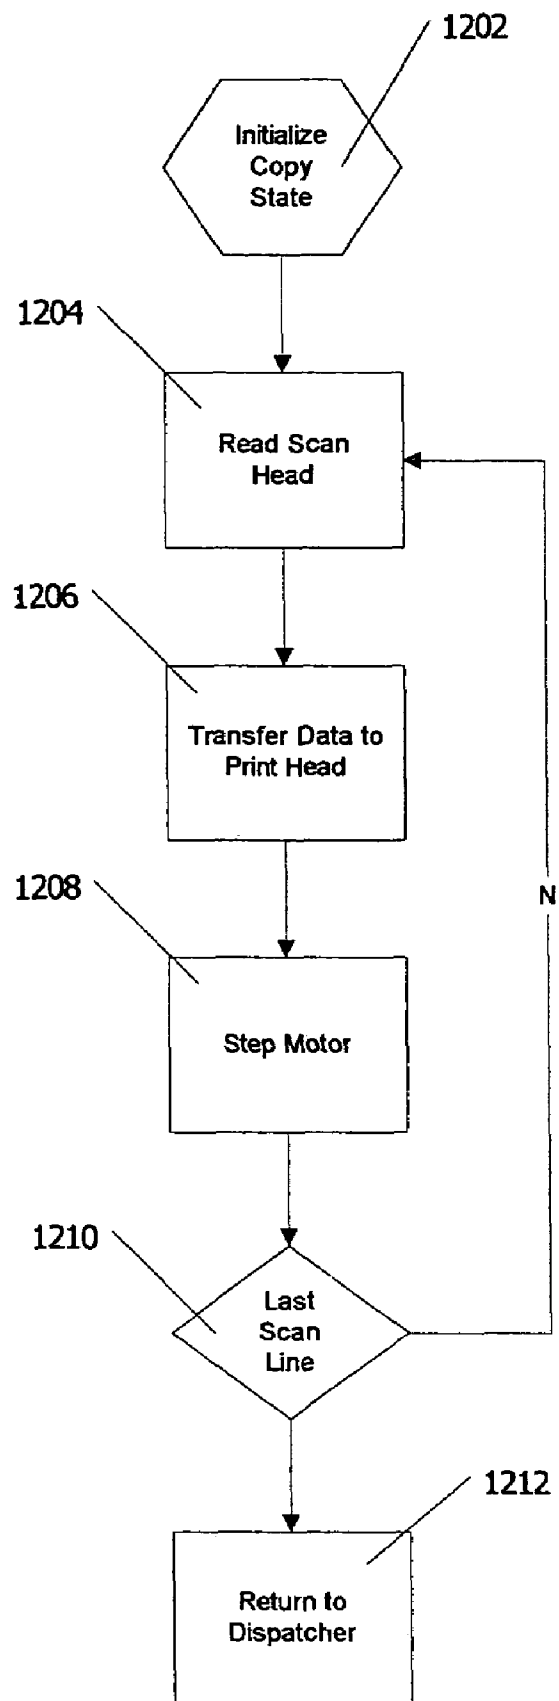 1202
Initialize
Copy
State
1204
Read Scan
Head
1206
Transfer Data to
Print Head
1208
Step Motor
N
1210
Last
Scan
Line
1212
Return to
Dispatcher